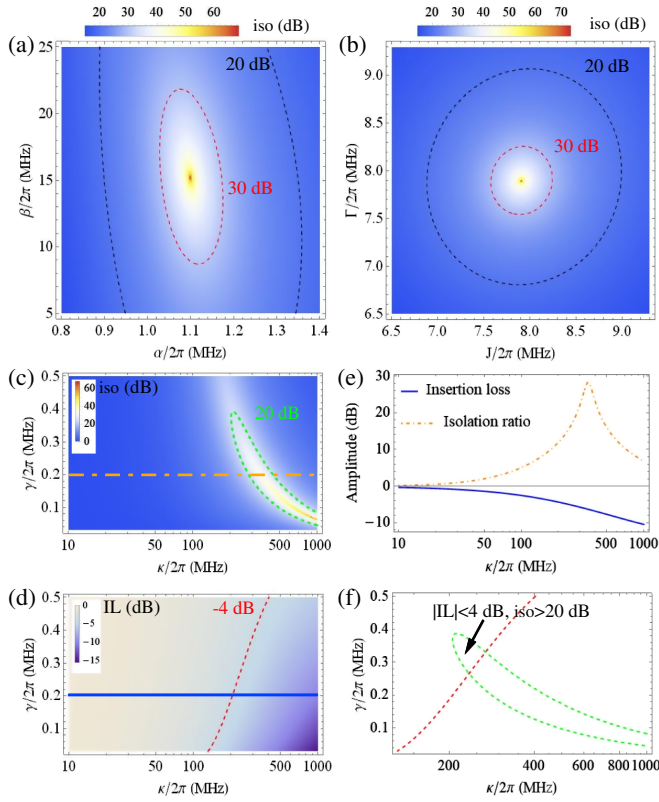 20 30 40 50 60 iso (dB)
20 30 40 50 60 70 iso (dB)
(a)
25
20
15
10
5
β/2π (MHz)
20 dB
30 dB
0.8 0.9 1.0 1.1 1.2 1.3 1.4
α/2π (MHz)
(b)
9.0
8.5
8.0
7.5
7.0
6.5
Γ/2π (MHz)
20 dB
30 dB
6.5 7.0 7.5 8.0 8.5 9.0
J/2π (MHz)
(c)
0.5
0.4
0.3
0.2
0.1
γ/2π (MHz)
60
40
20
0
iso (dB)
20 dB
10 50 100 500 1000
κ/2π (MHz)
(e)
30
20
10
0
−10
Amplitude (dB)
Insertion loss
Isolation ratio
10 50 100 500 1000
κ/2π (MHz)
(d)
0.5
0.4
0.3
0.2
0.1
γ/2π (MHz)
0
−5
−10
−15
IL (dB)
-4 dB
10 50 100 500 1000
κ/2π (MHz)
(f)
0.5
0.4
0.3
0.2
0.1
γ/2π (MHz)
|IL|<4 dB, iso>20 dB
200 400 600 800 1000
κ/2π (MHz)